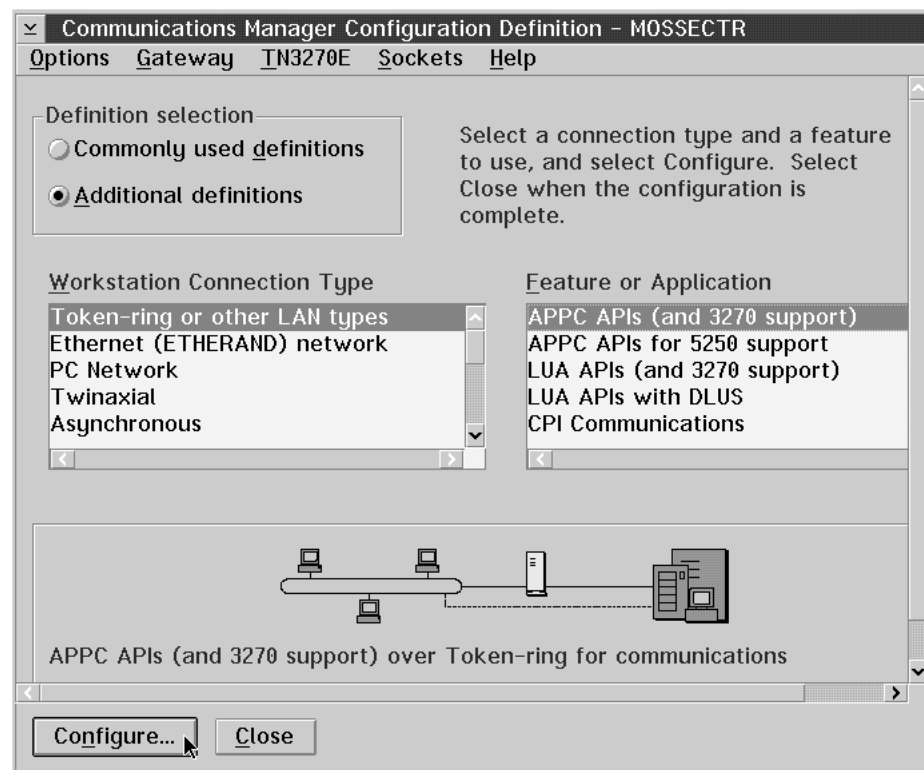 Communications Manager Configuration Definition - MOSSECTR
Options Gateway TN3270E Sockets Help
Definition selection
Commonly used definitions
Additional definitions
Select a connection type and a feature
to use, and select Configure. Select
Close when the configuration is
complete.
Workstation Connection Type
Token-ring or other LAN types
Ethernet (ETHERAND) network
PC Network
Twinaxial
Asynchronous
Feature or Application
APPC APIs (and 3270 support)
APPC APIs for 5250 support
LUA APIs (and 3270 support)
LUA APIs with DLUS
CPI Communications
APPC APIs (and 3270 support) over Token-ring for communications
Configure... Close